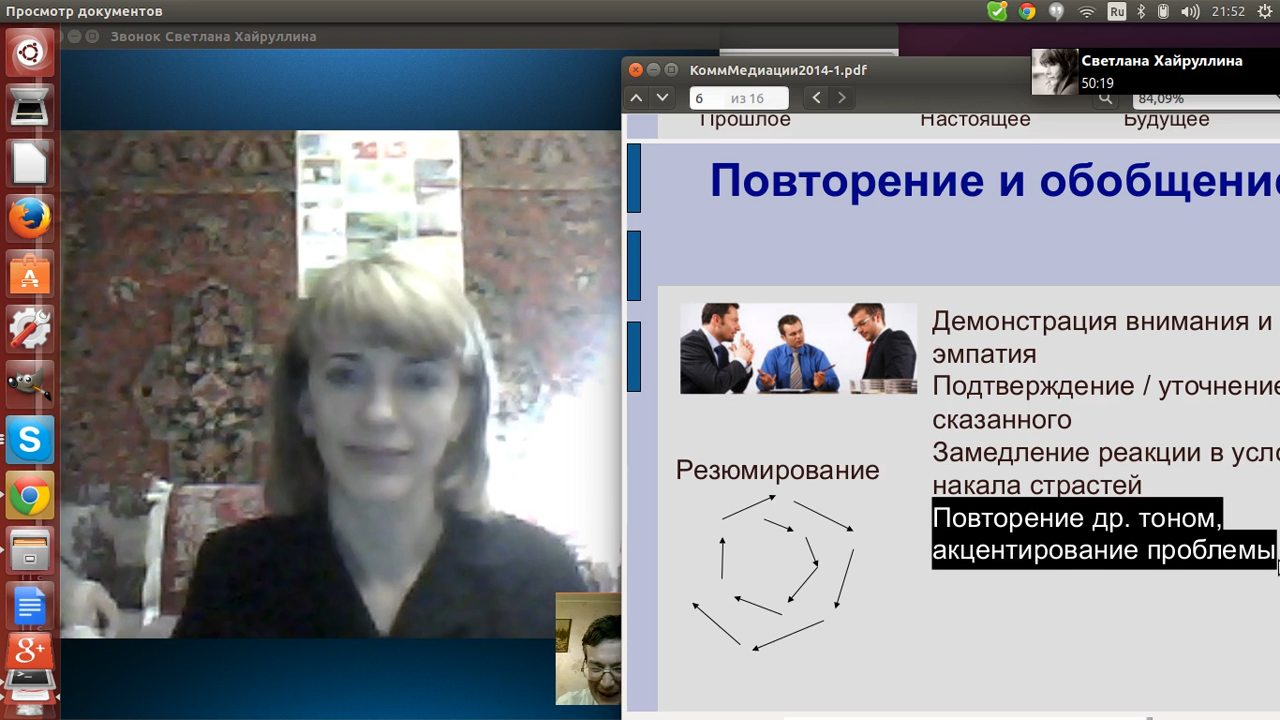 Просмотр документов
Ru
21:52
Звонок Светлана Хайруллина
КоммМедиации2014-1.pdf
Светлана Хайруллина
50:19
6 из 16
84,09%
Прошлое Настоящее Будущее
Повторение и обобщени
Демонстрация внимания и
эмпатия
Подтверждение / уточнение
сказанного
Замедление реакции в усло
накала страстей
Повторение др. тоном,
акцентирование проблемы
Резюмирование